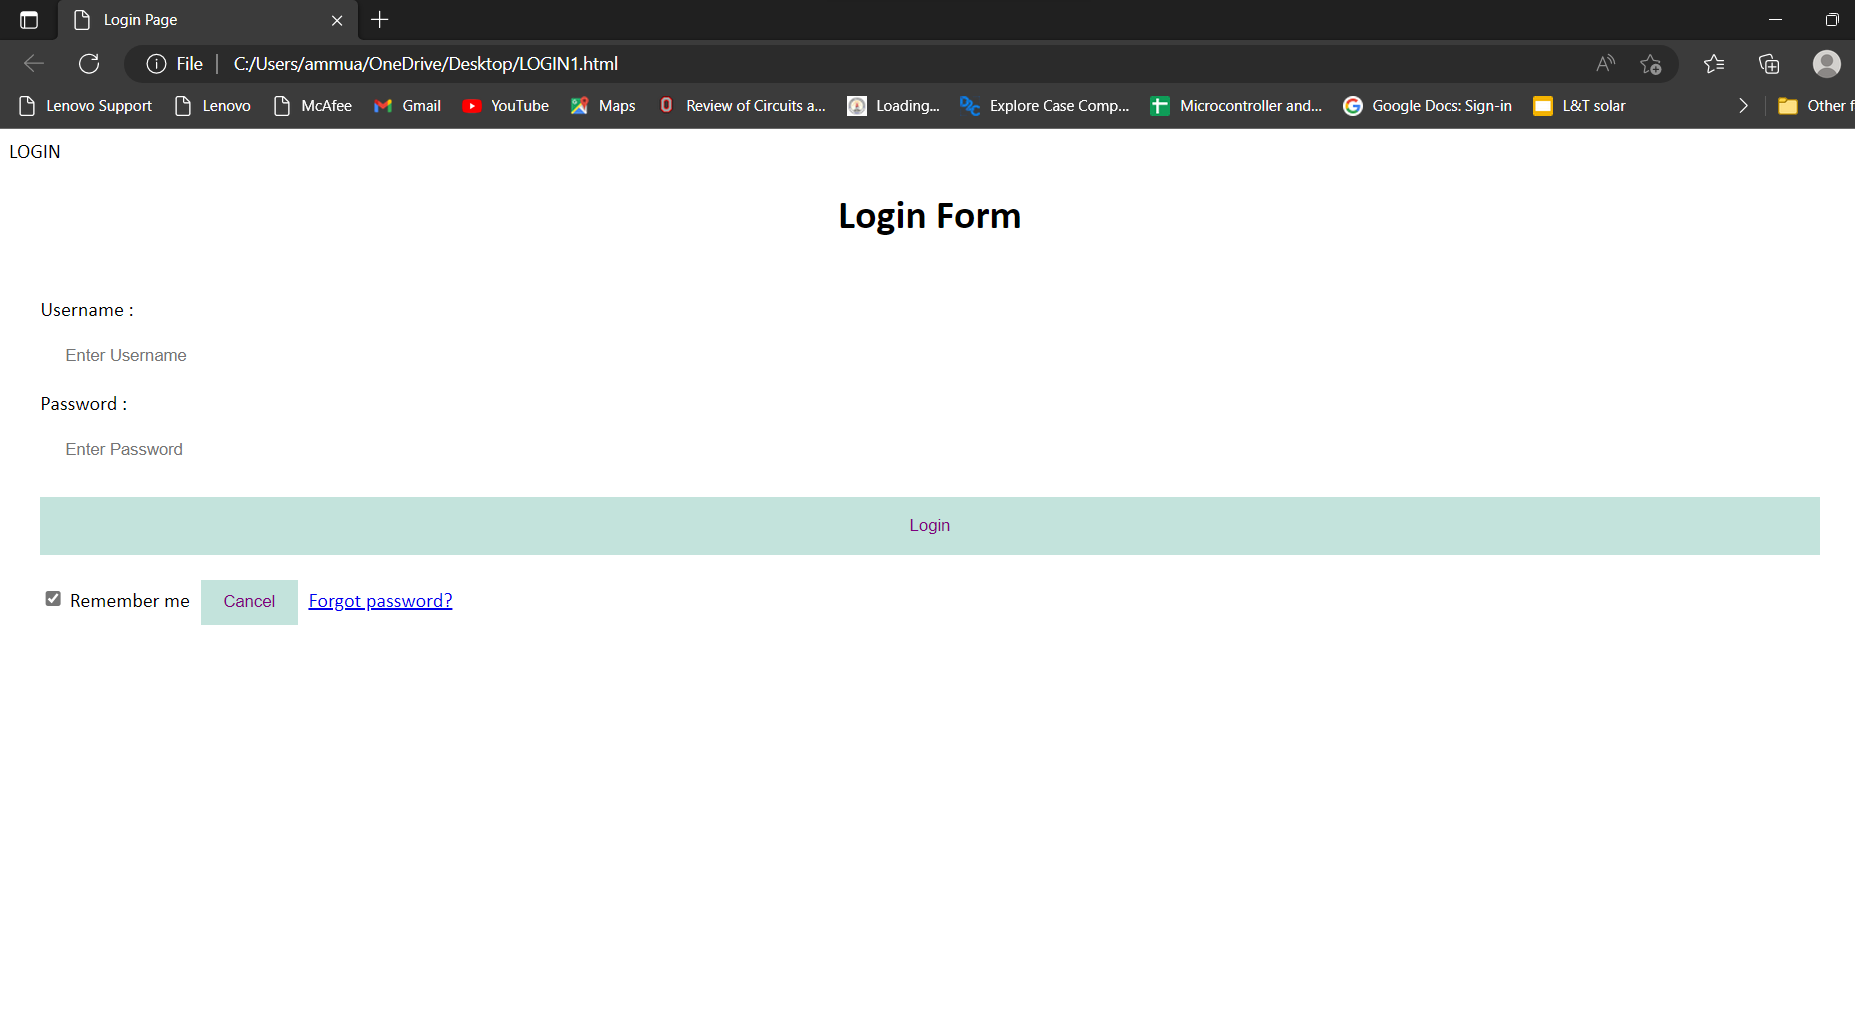 Login Page
File C:/Users/ammua/OneDrive/Desktop/LOGIN1.html
Lenovo Support Lenovo McAfee Gmail YouTube Maps Review of Circuits a... Loading... Explore Case Comp... Microcontroller and... Google Docs: Sign-in L&T solar Other f
LOGIN
Login Form
Username :
Enter Username
Password :
Enter Password
Login
Remember me Cancel Forgot password?